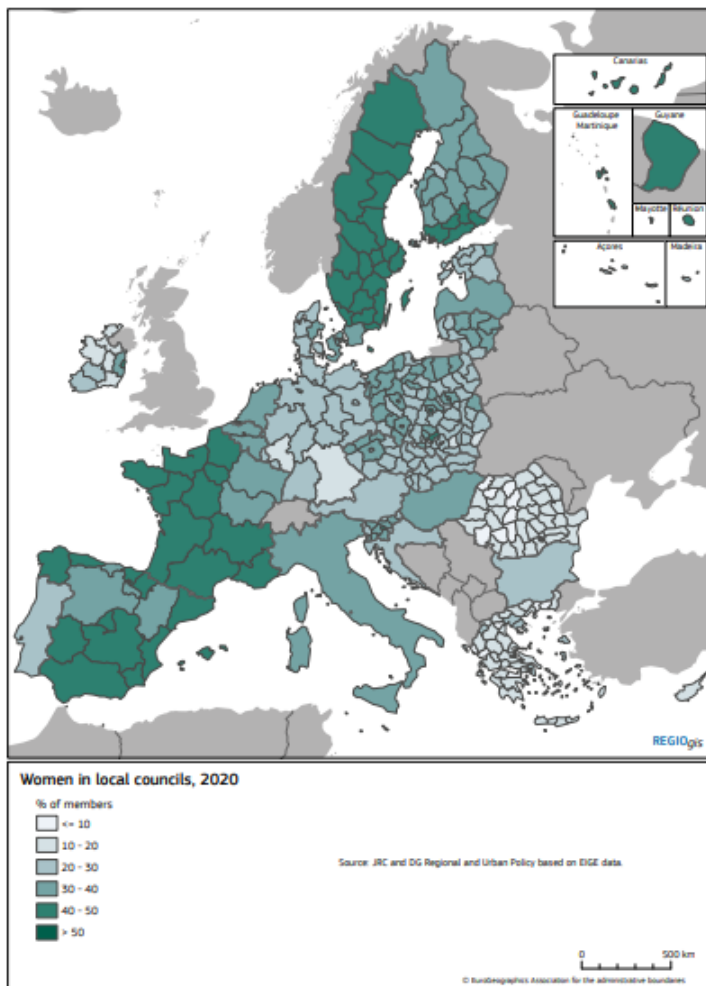 Canarias
Guadeloupe
Martinique
Guyane
Mayotte
Réunion
Açores
Madeira
REGIOgis
Women in local councils, 2020
% of members
<= 10
10 - 20
20 - 30
30 - 40
40 - 50
> 50
Source: JRC and DG Regional and Urban Policy based on EIGE data.
0 500 km
© EuroGeographics Association for the administrative boundaries